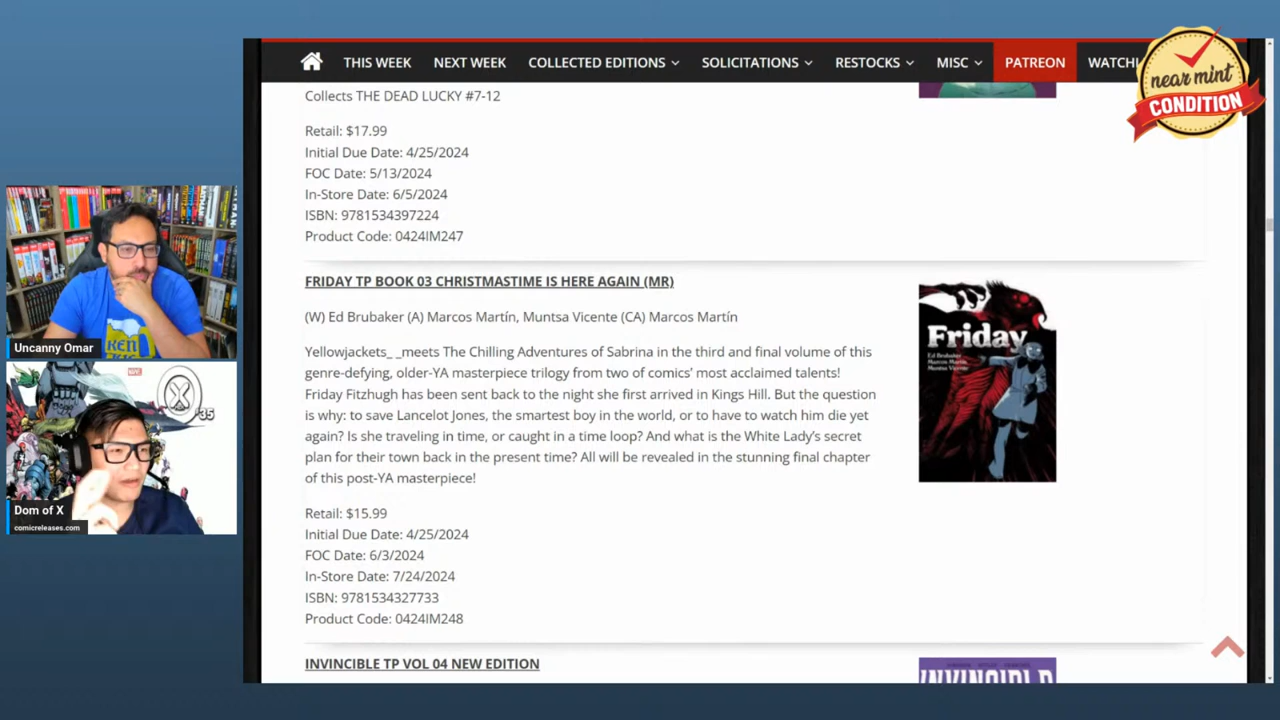 THIS WEEK NEXT WEEK COLLECTED EDITIONS SOLICITATIONS RESTOCKS MISC PATREON
near mint
CONDITION
Collects THE DEAD LUCKY #7-12
Retail: $17.99
Initial Due Date: 4/25/2024
FOC Date: 5/13/2024
In-Store Date: 6/5/2024
ISBN: 9781534397224
Product Code: 0424IM247
FRIDAY TP BOOK 03 CHRISTMASTIME IS HERE AGAIN (MR)
(W) Ed Brubaker (A) Marcos Martín, Muntsa Vicente (CA) Marcos Martín
Yellowjackets_ _meets The Chilling Adventures of Sabrina in the third and final volume of this
genre-defying, older-YA masterpiece trilogy from two of comics' most acclaimed talents!
Friday Fitzhugh has been sent back to the night she first arrived in Kings Hill. But the question
is why: to save Lancelot Jones, the smartest boy in the world, or to have to watch him die yet
again? Is she traveling in time, or caught in a time loop? And what is the White Lady's secret
plan for their town back in the present time? All will be revealed in the stunning final chapter
of this post-YA masterpiece!
Retail: $15.99
Initial Due Date: 4/25/2024
FOC Date: 6/3/2024
In-Store Date: 7/24/2024
ISBN: 9781534327733
Product Code: 0424IM248
Friday
Ed Brubaker
Marcos Martin
Muntsa Vicente
INVINCIBLE TP VOL 04 NEW EDITION
INVINCIBLE
Uncanny Omar
35
Dom of X
comicreleases.com